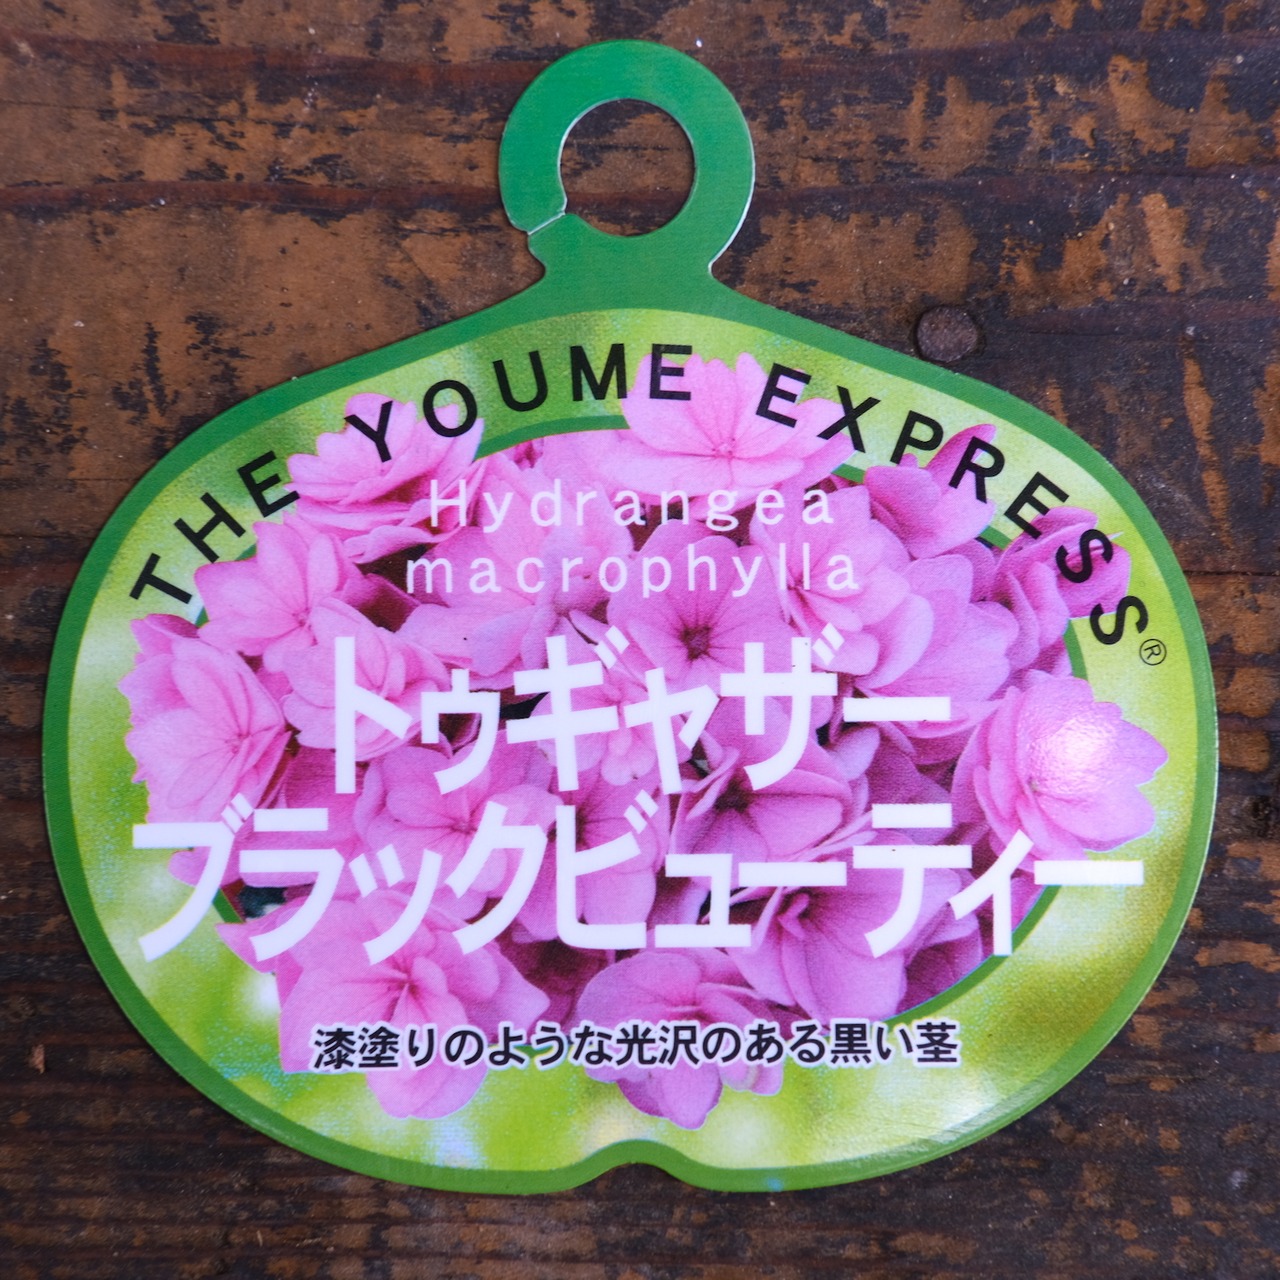 THE YOUME EXPRESS®
Hydrangea
macrophylla
トゥギャザー
ブラックビューティー
漆塗りのような光沢のある黒い茎